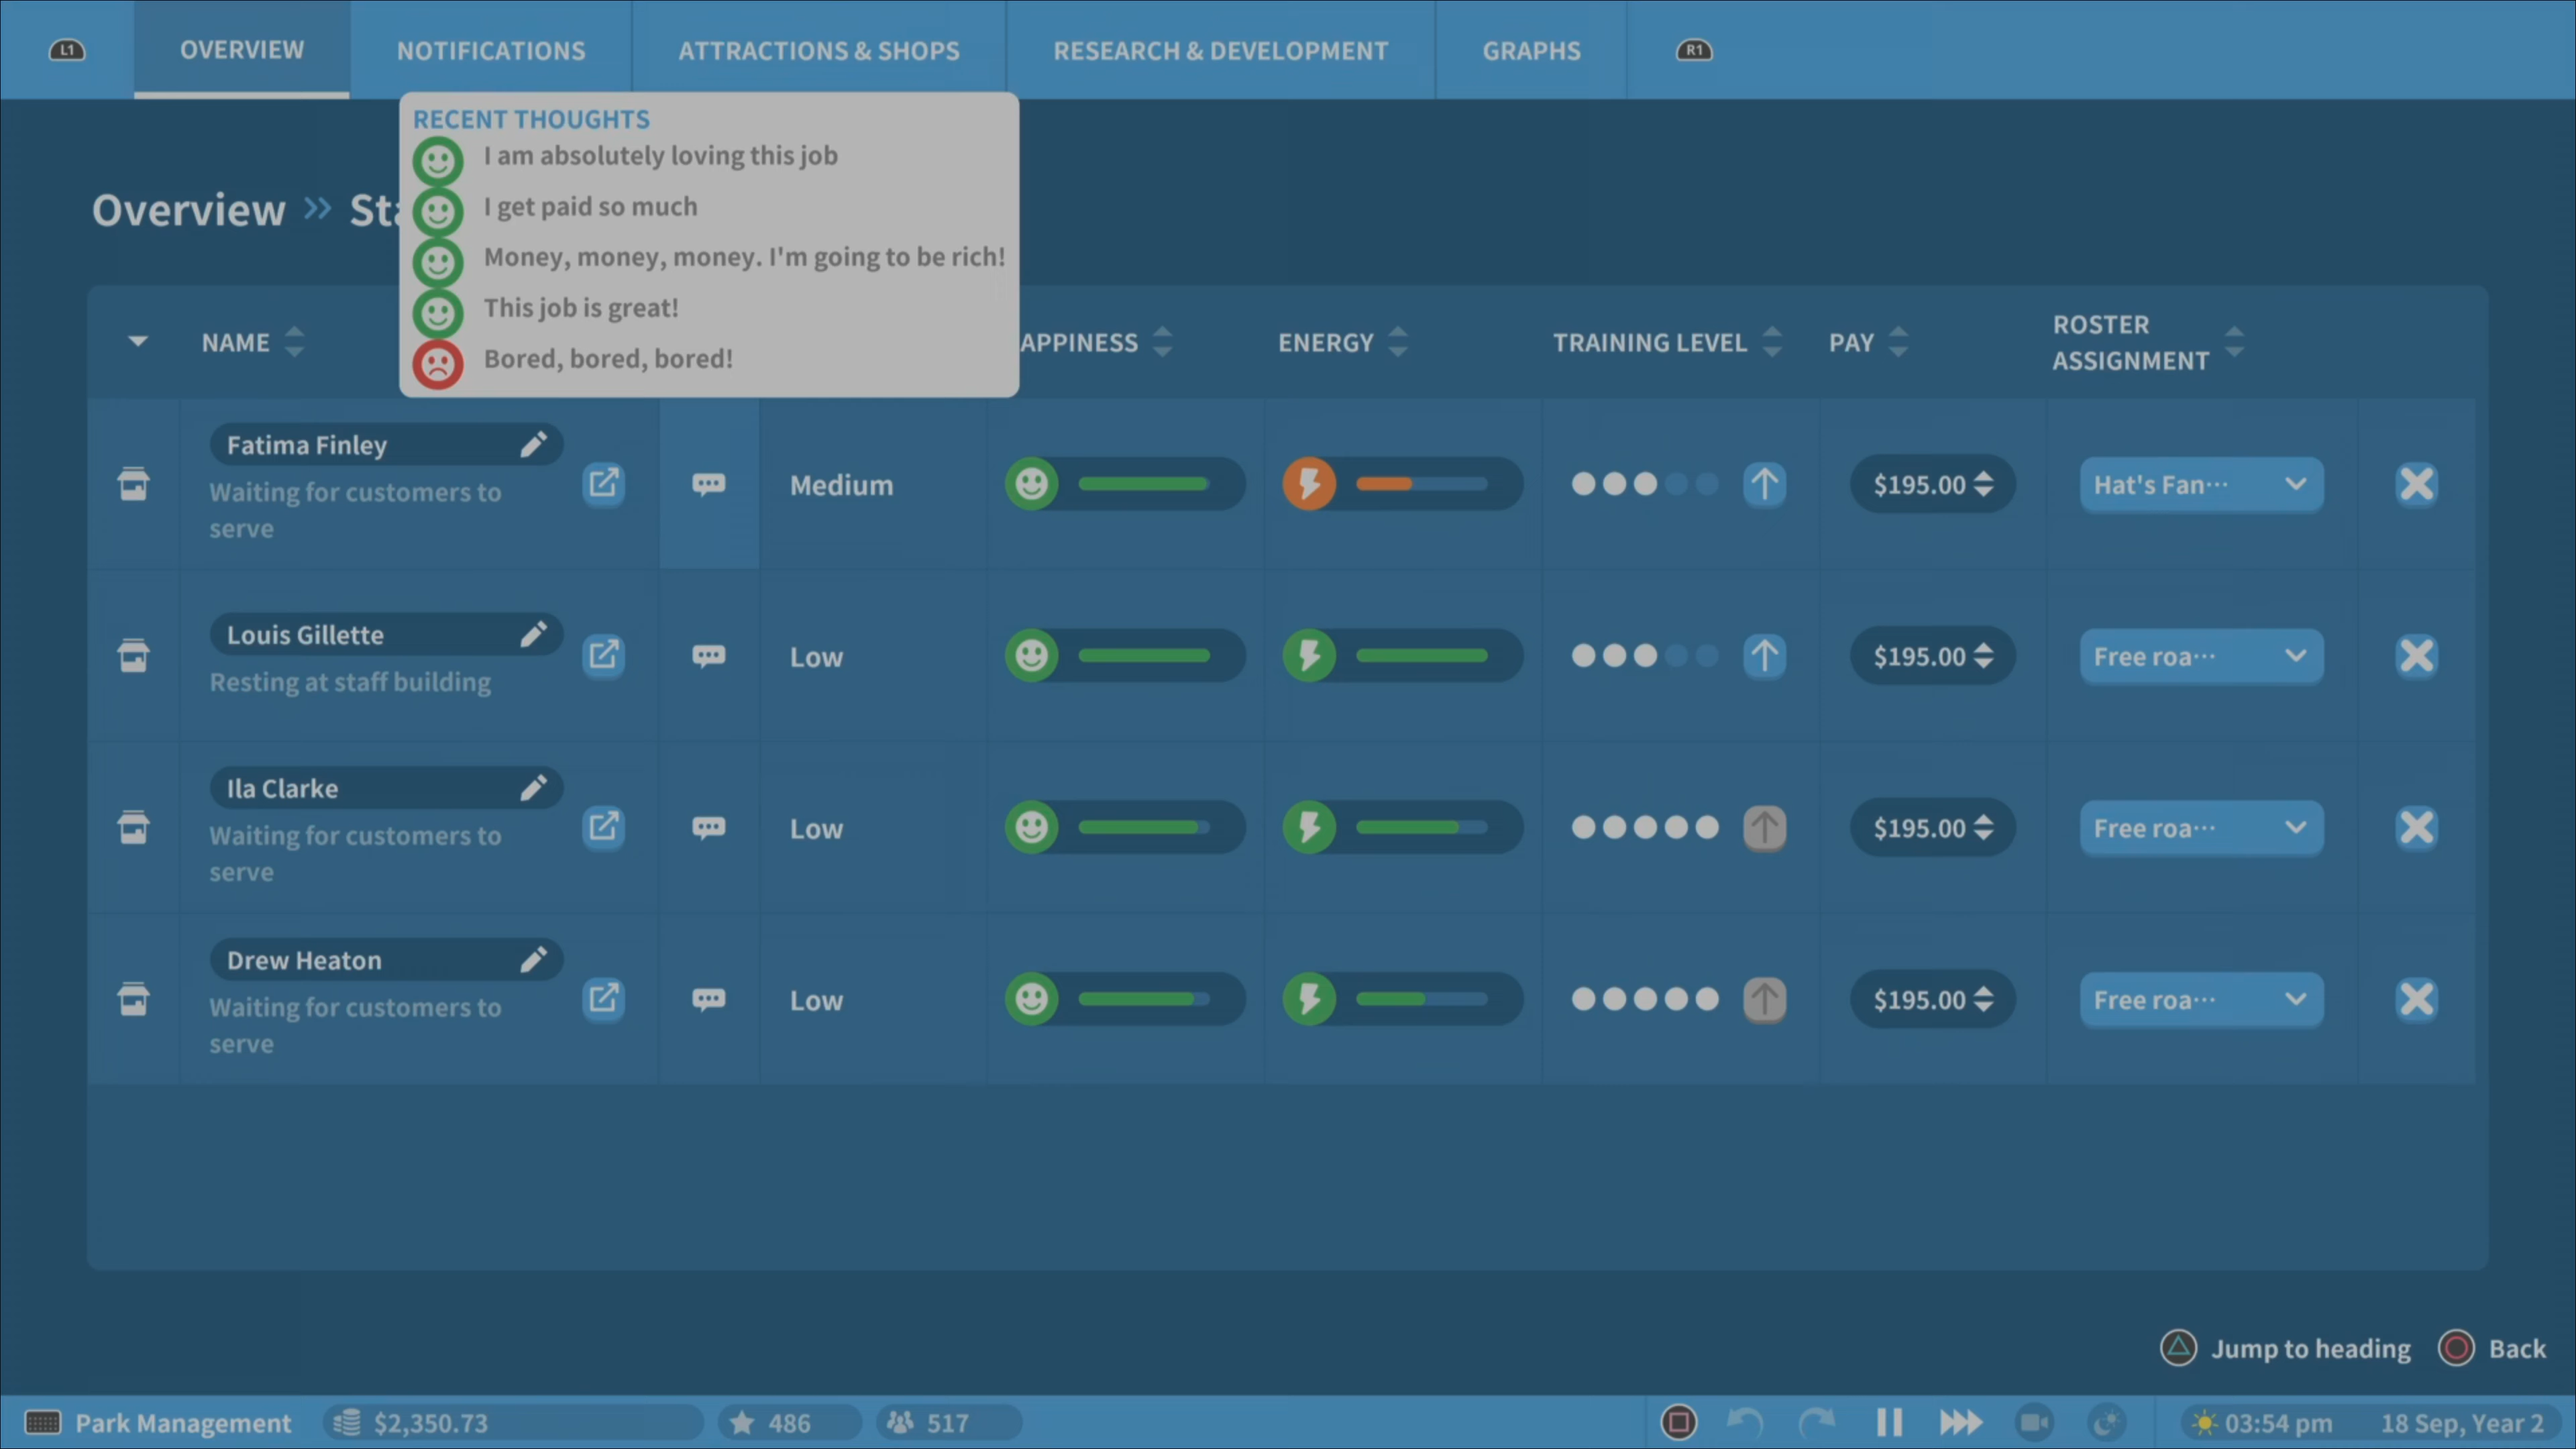 L1
OVERVIEW
NOTIFICATIONS
ATTRACTIONS & SHOPS
RESEARCH & DEVELOPMENT
GRAPHS
R1
RECENT THOUGHTS
I am absolutely loving this job
I get paid so much
Money, money, money. I'm going to be rich!
This job is great!
Bored, bored, bored!
Overview » Sta
NAME
APPINESS
ENERGY
TRAINING LEVEL
PAY
ROSTER
ASSIGNMENT
Fatima Finley
Waiting for customers to
serve
Medium
$195.00
Hat's Fan···
Louis Gillette
Resting at staff building
Low
$195.00
Free roa···
Ila Clarke
Waiting for customers to
serve
Low
$195.00
Free roa···
Drew Heaton
Waiting for customers to
serve
Low
$195.00
Free roa···
Jump to heading
Back
Park Management
$2,350.73
486
517
03:54 pm
18 Sep, Year 2